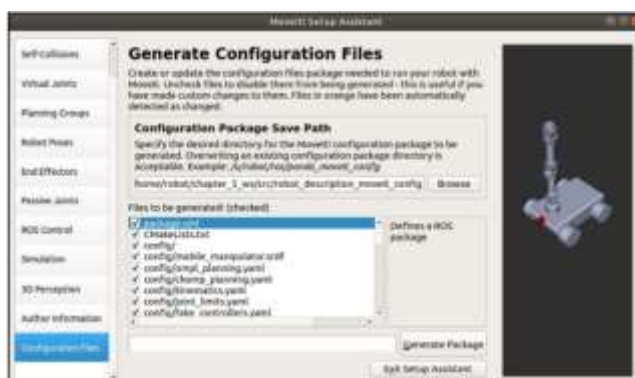 MoveIt Setup Assistant
Self-Collisions
Virtual Joints
Planning Groups
Robot Poses
End Effectors
Passive Joints
ROS Control
Simulation
3D Perception
Author Information
Configuration Files
Generate Configuration Files
Create or update the configuration files package needed to run your robot with
MoveIt. Uncheck files to disable them from being generated - this is useful if you
have made custom changes to them. Files in orange have been automatically
detected as changed.
Configuration Package Save Path
Specify the desired directory for the MoveIt configuration package to be
generated. Overwriting an existing configuration package directory is
acceptable. Example: /u/robot/ros/panda_moveit_config
home/robot/chapter_5_ws/src/robot_description_moveit_config
Browse
Files to be generated: (checked)
package.xml
CMakeLists.txt
config/
config/mobile_manipulator.srdf
config/ompl_planning.yaml
config/chomp_planning.yaml
config/kinematics.yaml
config/joint_limits.yaml
config/fake_controllers.yaml
Defines a ROS
package
Generate Package
Exit Setup Assistant